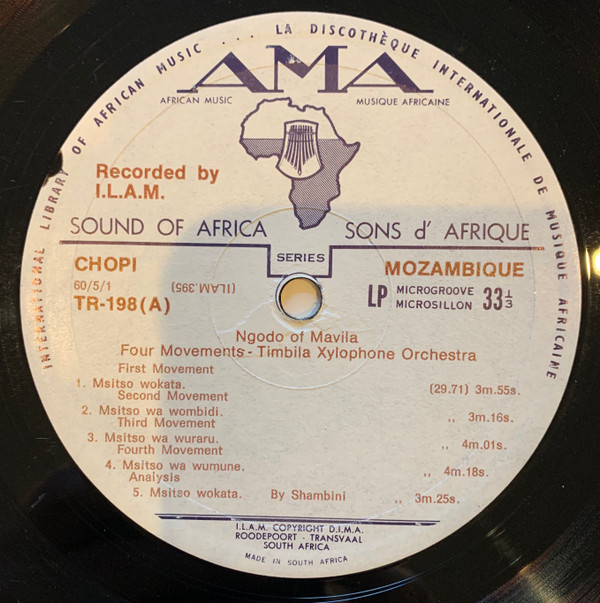 INTERNATIONAL LIBRARY OF AFRICAN MUSIC ... LA DISCOTHÈQUE INTERNATIONALE DE MUSIQUE AFRICAINE
AMA
AFRICAN MUSIC MUSIQUE AFRICAINE
Recorded by
I.L.A.M.
SOUND OF AFRICA SONS d' AFRIQUE
SERIES
CHOPI MOZAMBIQUE
60/5/1 (ILAM.395)
TR-198(A) LP MICROGROOVE MICROSILLON 33⅓
Ngodo of Mavila
Four Movements - Timbila Xylophone Orchestra
First Movement
1. Msitso wokata. (29.71) 3m.55s.
Second Movement
2. Msitso wa wombidi. ,, 3m.16s.
Third Movement
3. Msitso wa wuraru. ,, 4m.01s.
Fourth Movement
4. Msitso wa wumune. ,, 4m.18s.
Analysis
5. Msitso wokata. By Shambini ,, 3m.25s.
I.L.A.M. COPYRIGHT D.I.M.A.
ROODEPOORT - TRANSVAAL
SOUTH AFRICA
MADE IN SOUTH AFRICA